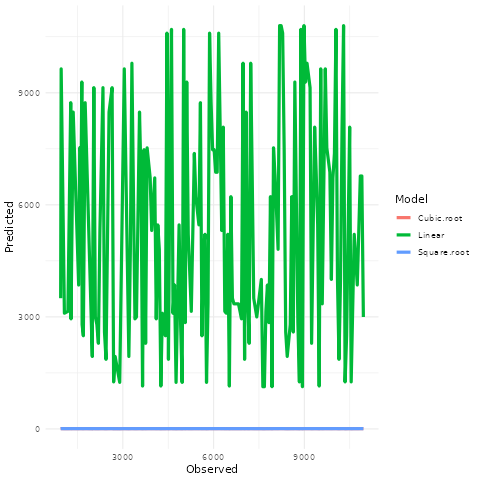 9000
6000
3000
0
Predicted
3000 6000 9000
Observed
Model
Cubic.root
Linear
Square.root